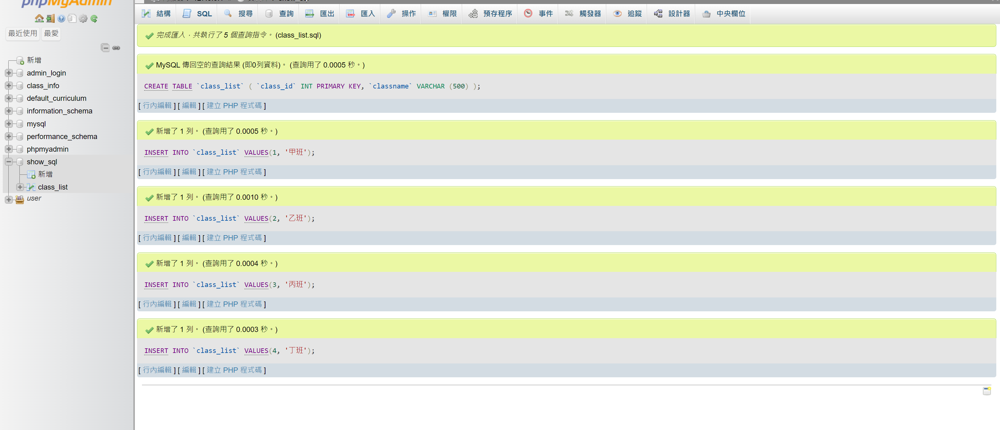 phpMyAdmin
show_sql
結構 SQL 搜尋 查詢 匯出 匯入 操作 權限 預存程序 事件 觸發器 追蹤 設計器 中央欄位
最近使用 最愛
新增
admin_login
class_info
default_curriculum
information_schema
mysql
performance_schema
phpmyadmin
show_sql
新增
class_list
user
完成匯入，共執行了 5 個查詢指令。 (class_list.sql)
MySQL 傳回空的查詢結果 (即0列資料)。 (查詢用了 0.0005 秒。)
CREATE TABLE `class_list` ( `class_id` INT PRIMARY KEY, `classname` VARCHAR (500) );
[ 行內編輯 ] [ 編輯 ] [ 建立 PHP 程式碼 ]
新增了 1 列。 (查詢用了 0.0005 秒。)
INSERT INTO `class_list` VALUES(1, '甲班');
[ 行內編輯 ] [ 編輯 ] [ 建立 PHP 程式碼 ]
新增了 1 列。 (查詢用了 0.0010 秒。)
INSERT INTO `class_list` VALUES(2, '乙班');
[ 行內編輯 ] [ 編輯 ] [ 建立 PHP 程式碼 ]
新增了 1 列。 (查詢用了 0.0004 秒。)
INSERT INTO `class_list` VALUES(3, '丙班');
[ 行內編輯 ] [ 編輯 ] [ 建立 PHP 程式碼 ]
新增了 1 列。 (查詢用了 0.0003 秒。)
INSERT INTO `class_list` VALUES(4, '丁班');
[ 行內編輯 ] [ 編輯 ] [ 建立 PHP 程式碼 ]